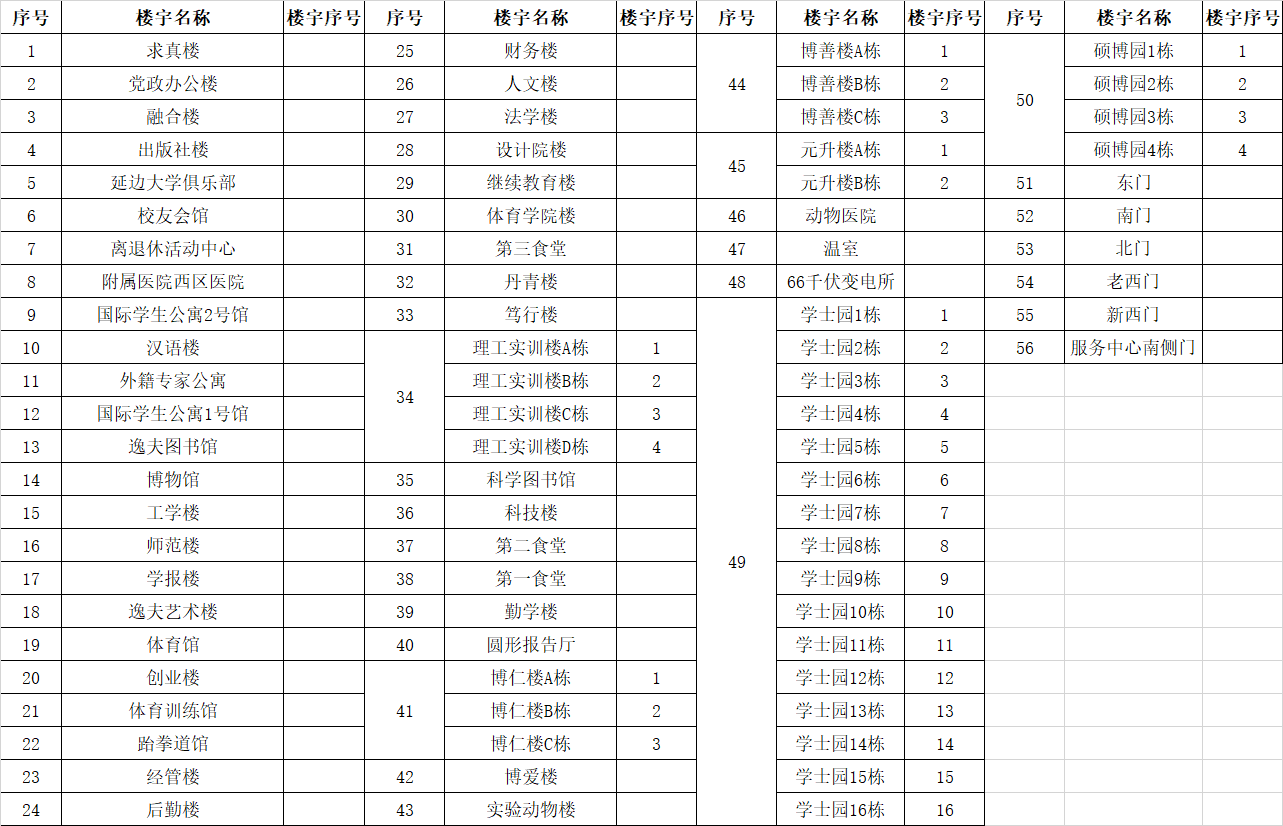 序号 楼宇名称 楼宇序号 序号 楼宇名称 楼宇序号 序号 楼宇名称 楼宇序号 序号 楼宇名称 楼宇序号
1 求真楼 25 财务楼 44 博善楼A栋 1 50 硕博园1栋 1
2 党政办公楼 26 人文楼 博善楼B栋 2 硕博园2栋 2
3 融合楼 27 法学楼 博善楼C栋 3 硕博园3栋 3
4 出版社楼 28 设计院楼 45 元升楼A栋 1 硕博园4栋 4
5 延边大学俱乐部 29 继续教育楼 元升楼B栋 2 51 东门
6 校友会馆 30 体育学院楼 46 动物医院 52 南门
7 离退休活动中心 31 第三食堂 47 温室 53 北门
8 附属医院西区医院 32 丹青楼 48 66千伏变电所 54 老西门
9 国际学生公寓2号馆 33 笃行楼 49 学士园1栋 1 55 新西门
10 汉语楼 34 理工实训楼A栋 1 学士园2栋 2 56 服务中心南侧门
11 外籍专家公寓 理工实训楼B栋 2 学士园3栋 3
12 国际学生公寓1号馆 理工实训楼C栋 3 学士园4栋 4
13 逸夫图书馆 理工实训楼D栋 4 学士园5栋 5
14 博物馆 35 科学图书馆 学士园6栋 6
15 工学楼 36 科技楼 学士园7栋 7
16 师范楼 37 第二食堂 学士园8栋 8
17 学报楼 38 第一食堂 学士园9栋 9
18 逸夫艺术楼 39 勤学楼 学士园10栋 10
19 体育馆 40 圆形报告厅 学士园11栋 11
20 创业楼 41 博仁楼A栋 1 学士园12栋 12
21 体育训练馆 博仁楼B栋 2 学士园13栋 13
22 跆拳道馆 博仁楼C栋 3 学士园14栋 14
23 经管楼 42 博爱楼 学士园15栋 15
24 后勤楼 43 实验动物楼 学士园16栋 16